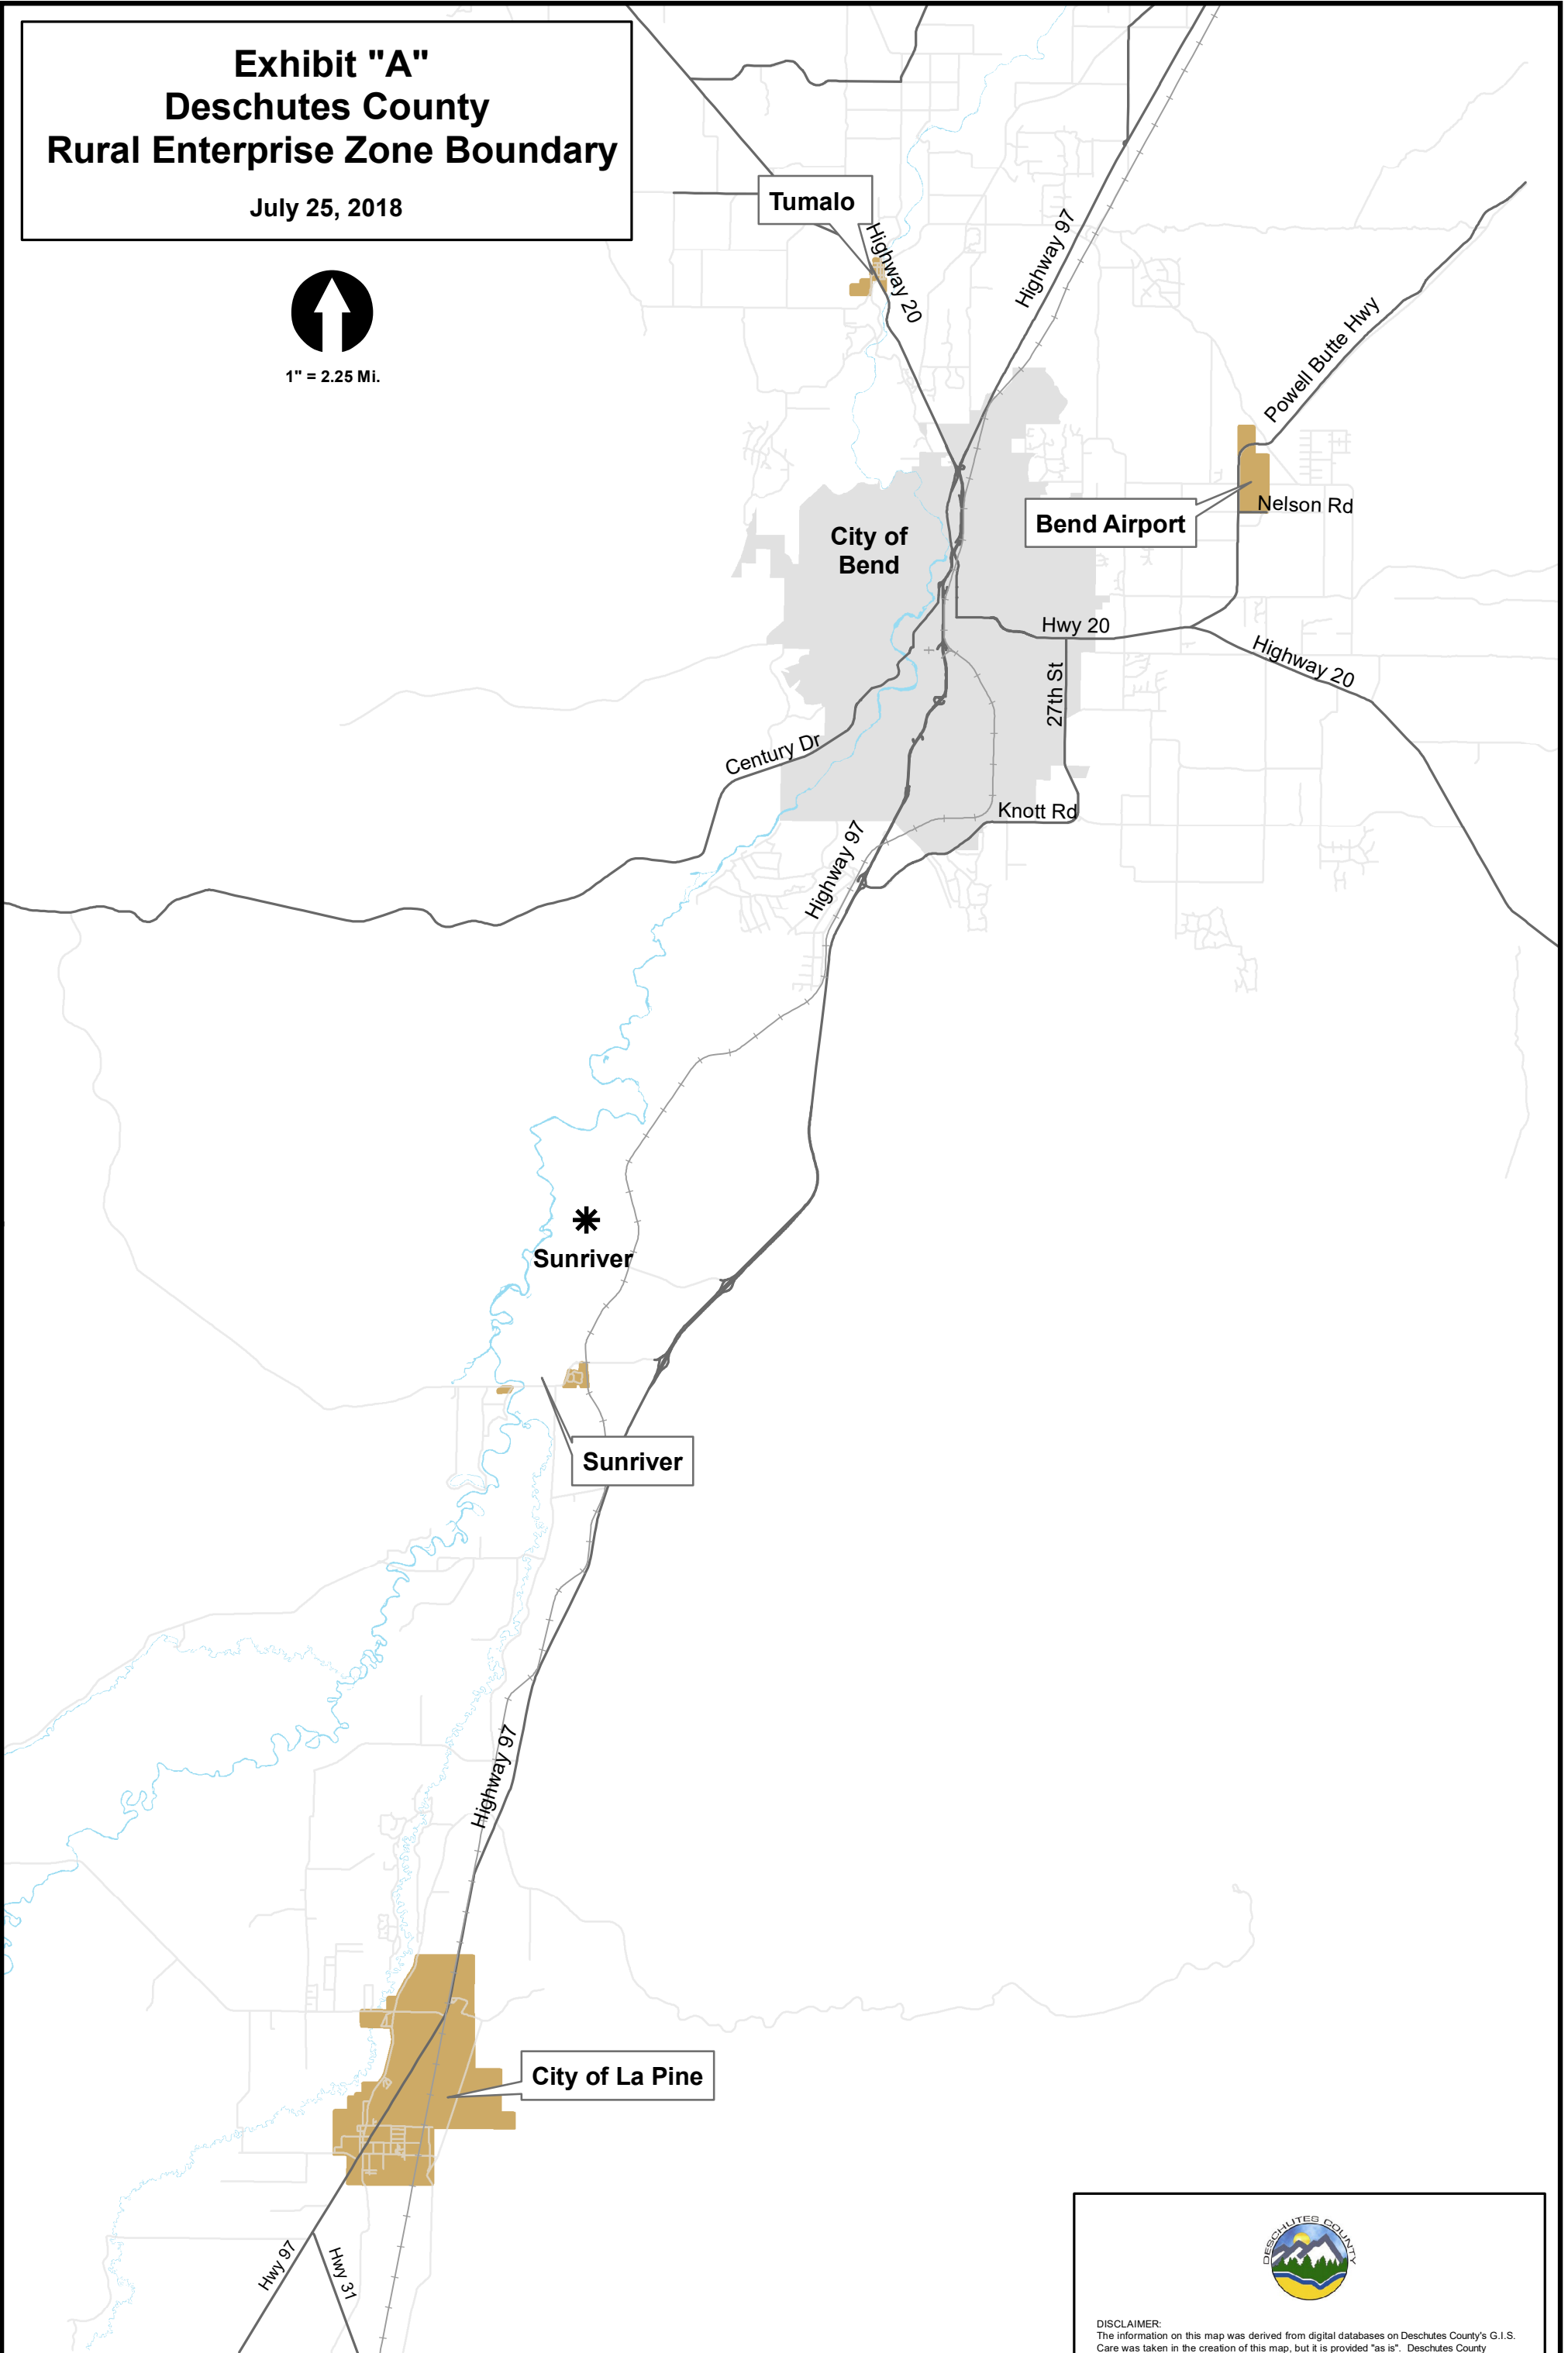 Exhibit "A"
Deschutes County
Rural Enterprise Zone Boundary
July 25, 2018
1" = 2.25 Mi.
Tumalo
Highway 20
Highway 97
Powell Butte Hwy
Nelson Rd
Bend Airport
City of
Bend
Hwy 20
Highway 20
27th St
Century Dr
Knott Rd
Highway 97
Sunriver
Sunriver
Highway 97
City of La Pine
Hwy 97
Hwy 31
DESCHUTES COUNTY
DISCLAIMER:
The information on this map was derived from digital databases on Deschutes County's G.I.S.
Care was taken in the creation of this map, but it is provided "as is". Deschutes County